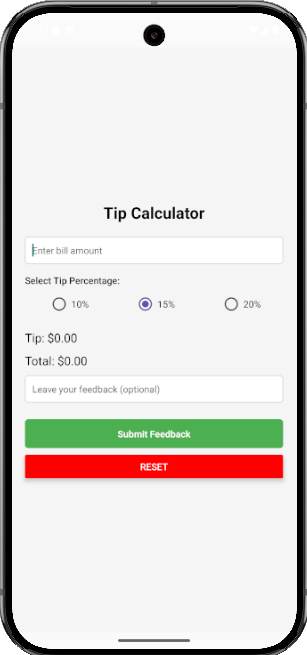 Tip Calculator
Enter bill amount
Select Tip Percentage:
10% 15% 20%
Tip: $0.00
Total: $0.00
Leave your feedback (optional)
Submit Feedback
RESET